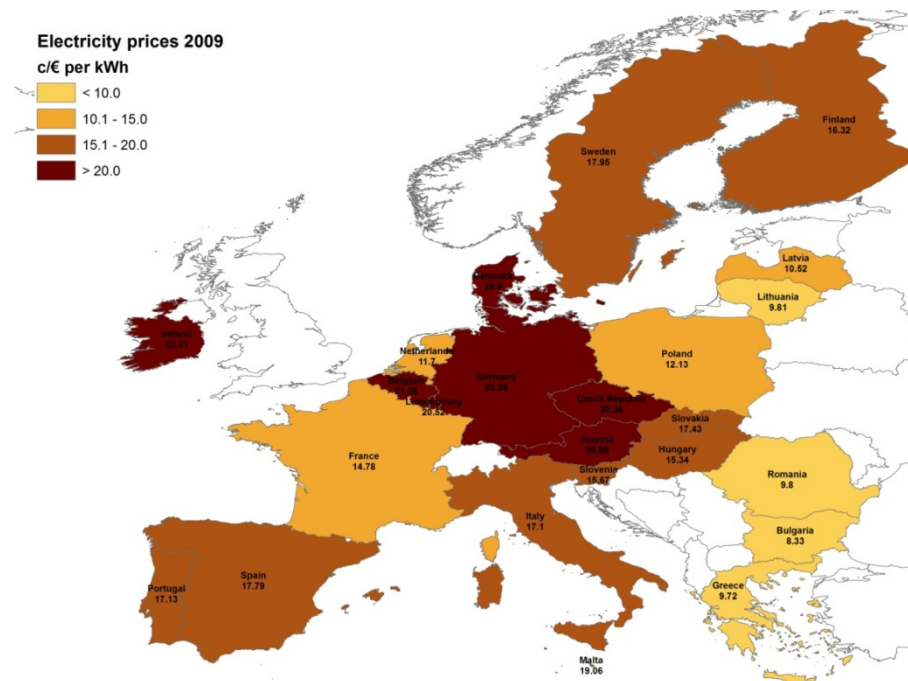 Electricity prices 2009
c/€ per kWh
< 10.0
10.1 - 15.0
15.1 - 20.0
> 20.0
Finland
16.32
Sweden
17.95
Latvia
10.52
Lithuania
9.81
Denmark
Ireland
23.31
Netherlands
11.7
Poland
12.13
Belgium
Germany
Luxembourg
20.52
Czech Republic
Slovakia
17.43
Austria
Hungary
15.34
France
14.78
Slovenia
15.67
Romania
9.8
Italy
17.1
Bulgaria
8.33
Spain
17.79
Portugal
17.13
Greece
9.72
Malta
19.06